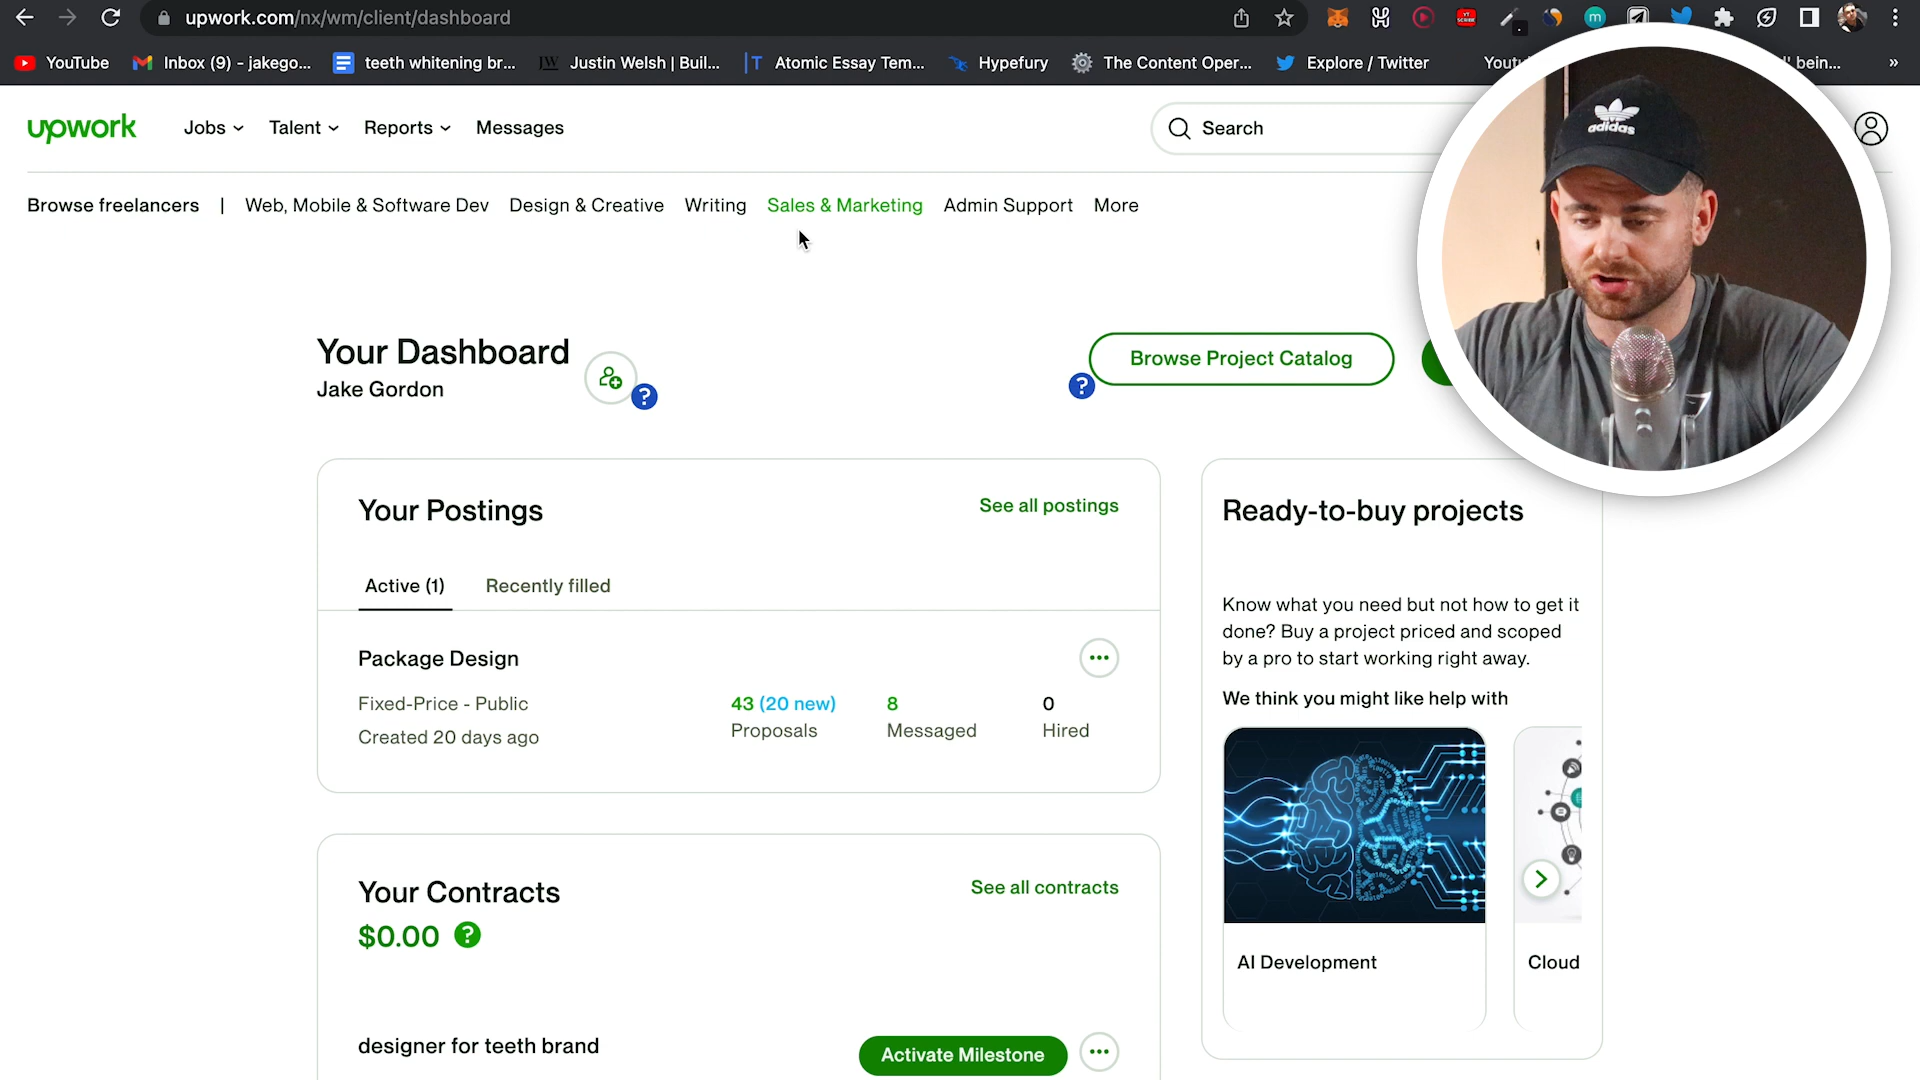 upwork.com/nx/wm/client/dashboard
YouTube
Inbox (9) - jakego...
teeth whitening br...
JW
Justin Welsh | Buil...
Atomic Essay Tem...
Hypefury
The Content Oper...
Explore / Twitter
bein...
»
upwork
Jobs
Talent
Reports
Messages
Search
Browse freelancers | Web, Mobile & Software Dev
Design & Creative
Writing
Sales & Marketing
Admin Support
More
adidas
Your Dashboard
Jake Gordon
?
Browse Project Catalog
?
Your Postings
See all postings
Active (1)
Recently filled
Package Design
Fixed-Price - Public
Created 20 days ago
43 (20 new)
Proposals
8
Messaged
0
Hired
Ready-to-buy projects
Know what you need but not how to get it
done? Buy a project priced and scoped
by a pro to start working right away.
We think you might like help with
AI Development
Cloud
Your Contracts
$0.00 ?
See all contracts
designer for teeth brand
Activate Milestone